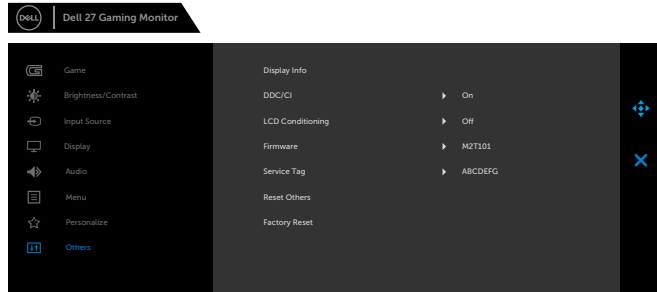 DELL Dell 27 Gaming Monitor
Game Display Info
Brightness/Contrast DDC/CI On
Input Source LCD Conditioning Off
Display Firmware M2T101
Audio Service Tag ABCDEFG
Menu Reset Others
Personalize Factory Reset
Others